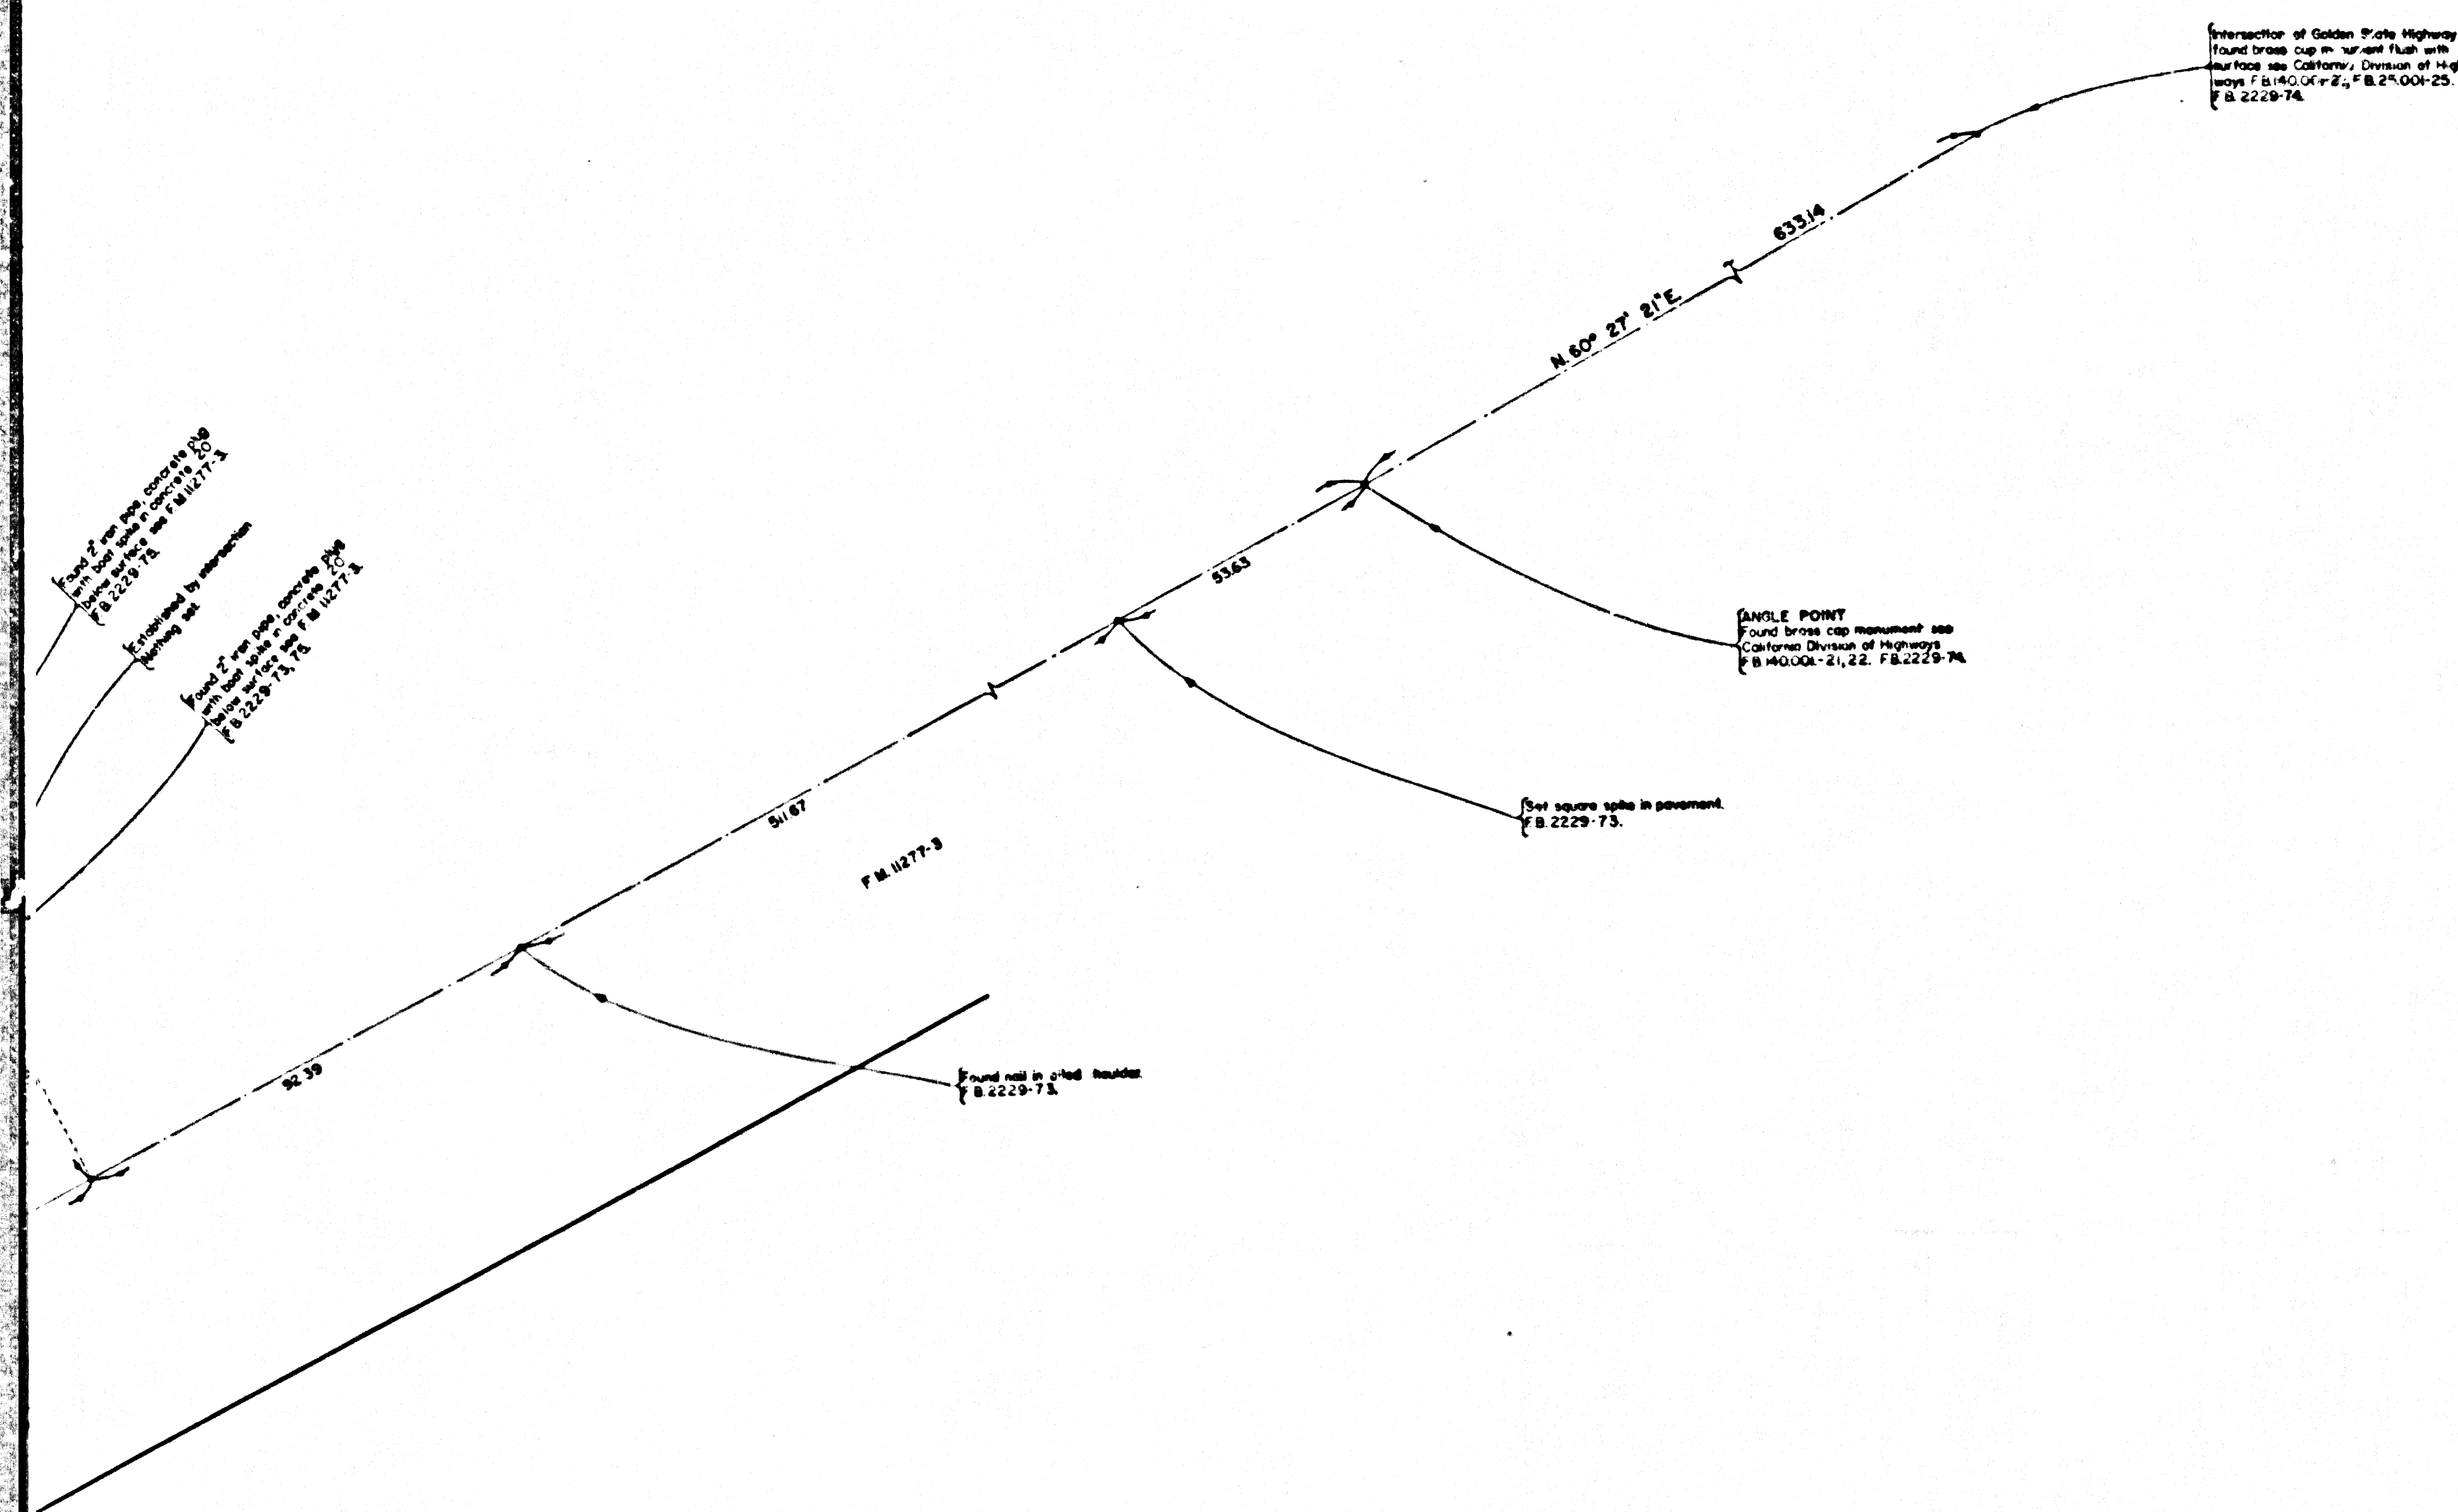 Intersection of Golden State Highway
found brass cup monument flush with
surface see California Division of High
ways F.B. F.B. 25.001-25.
F.B. 2229-74.
633.14
N. 60° 27' 21" E.
Found 2" iron pipe, concrete plug
with boat spike in concrete 20
below surface see F.M. 11277-3
F.B. 2229-75.
Established by intersection
Nothing set.
Found 2" iron pipe, concrete plug
with boat spike in concrete 20
below surface see F.M. 11277-3.
F.B. 2229-73, 75.
53.63
ANGLE POINT
Found brass cap monument see
California Division of Highways
F.B. 140.001-21, 22. F.B. 2229-74.
511.67
Set square spike in pavement.
F.B. 2229-73.
F.M. 11277-3
92.39
Found nail in oiled shoulder.
F.B. 2229-73.